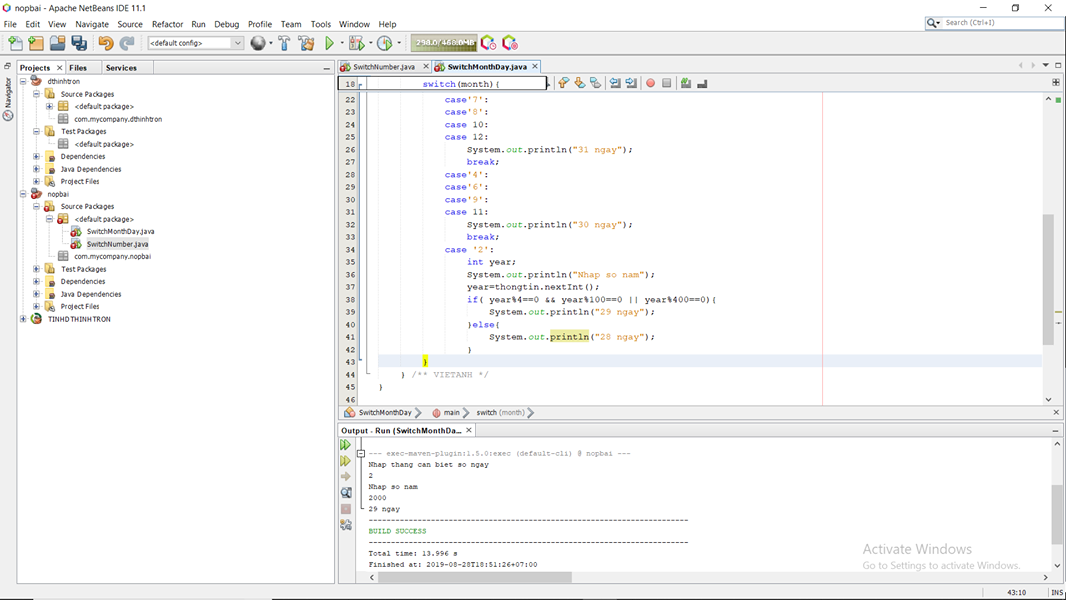 nopbai - Apache NetBeans IDE 11.1
File Edit View Navigate Source Refactor Run Debug Profile Team Tools Window Help
Search (Ctrl+I)
<default config>
298.0/460.0MB
Projects Files Services
SwitchNumber.java SwitchMonthDay.java
Navigator
dthinhtron
Source Packages
<default package>
com.mycompany.dthinhtron
Test Packages
<default package>
Dependencies
Java Dependencies
Project Files
nopbai
Source Packages
<default package>
SwitchMonthDay.java
SwitchNumber.java
com.mycompany.nopbai
Test Packages
Dependencies
Java Dependencies
Project Files
TINHDTHINHTRON
18 switch(month){
22 case'7':
23 case'8':
24 case 10:
25 case 12:
26 System.out.println("31 ngay");
27 break;
28 case'4':
29 case'6':
30 case'9':
31 case 11:
32 System.out.println("30 ngay");
33 break;
34 case '2':
35 int year;
36 System.out.println("Nhap so nam");
37 year=thongtin.nextInt();
38 if( year%4==0 && year%100==0 || year%400==0){
39 System.out.println("29 ngay");
40 }else{
41 System.out.println("28 ngay");
42 }
43 }
44 } /** VIETANH */
45 }
46
SwitchMonthDay main switch (month)
Output - Run (SwitchMonthDa...
--- exec-maven-plugin:1.5.0:exec (default-cli) @ nopbai ---
Nhap thang can biet so ngay
2
Nhap so nam
2000
29 ngay
------------------------------------------------------------------------
BUILD SUCCESS
------------------------------------------------------------------------
Total time: 13.996 s
Finished at: 2019-08-28T18:51:26+07:00
Activate Windows
Go to Settings to activate Windows.
43:10 INS